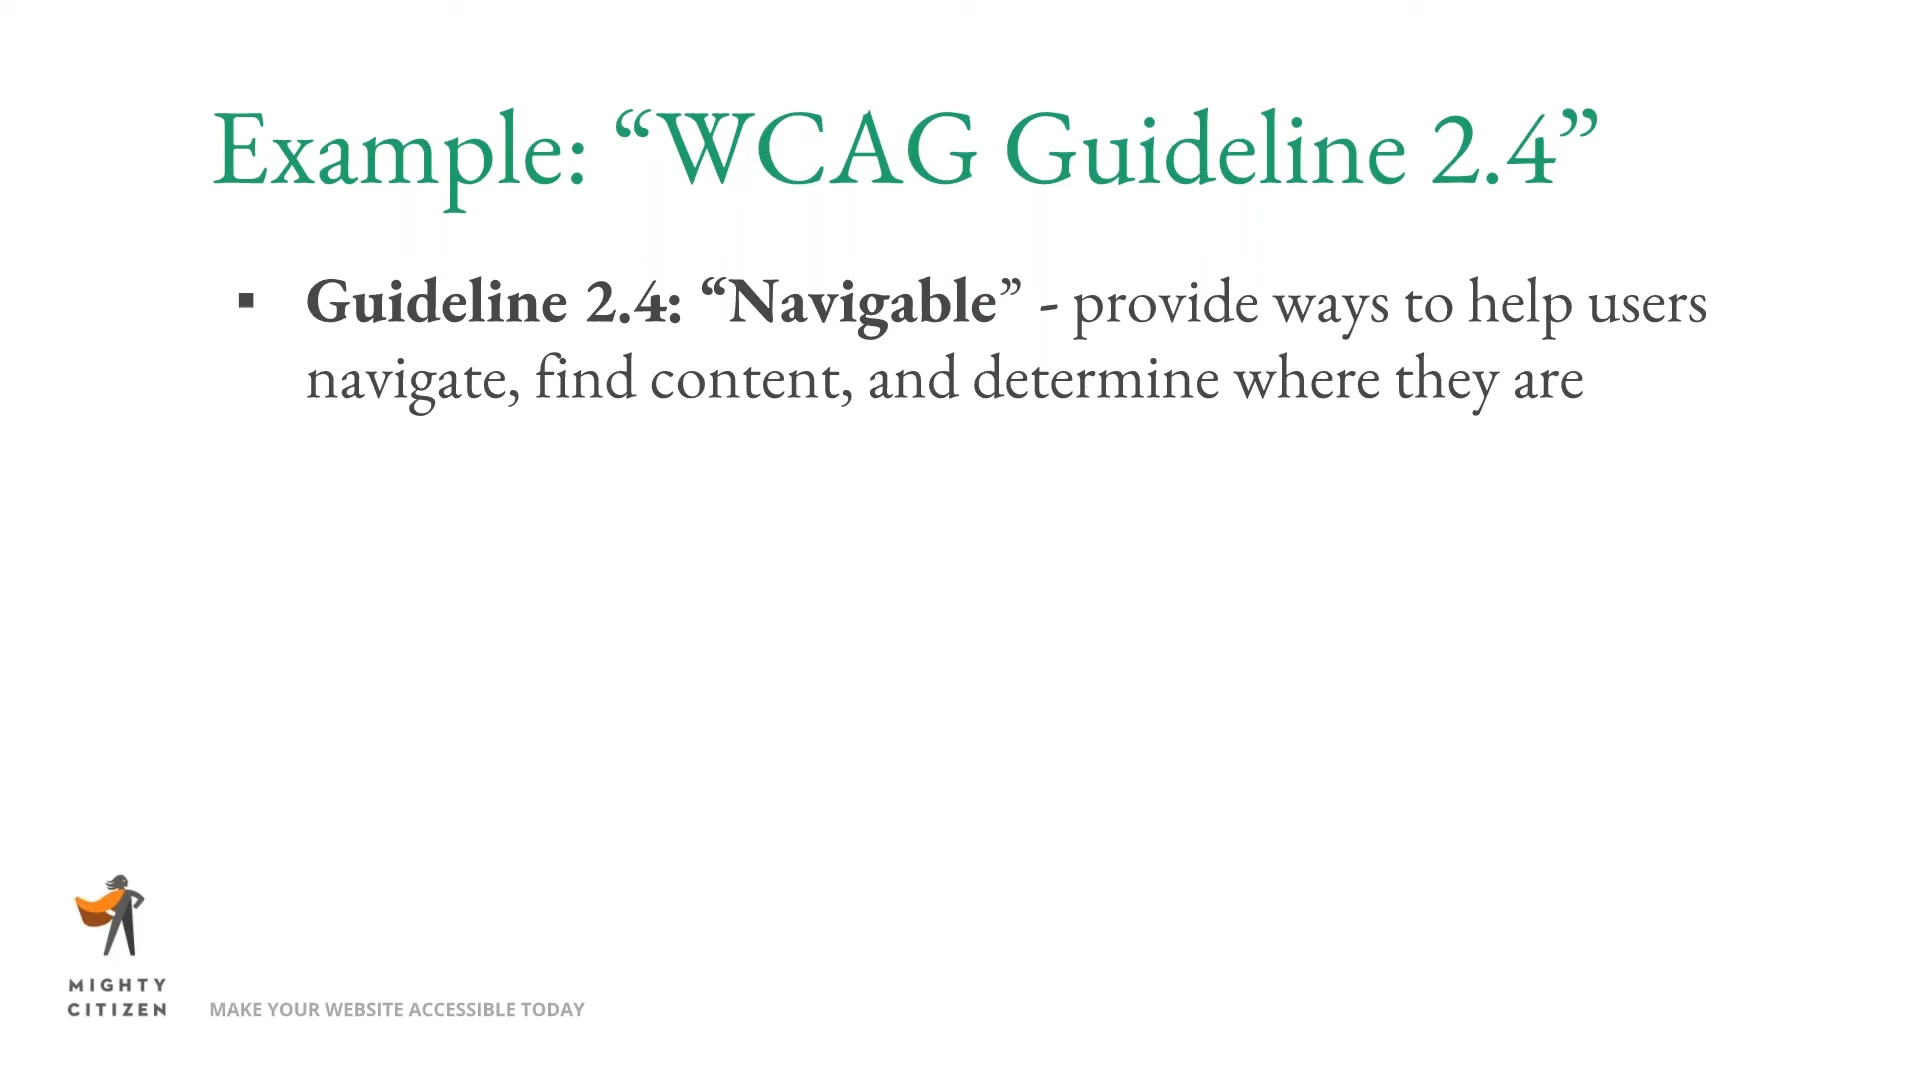 Example: “WCAG Guideline 2.4”
▪ Guideline 2.4: “Navigable” - provide ways to help users
navigate, find content, and determine where they are
MIGHTY
CITIZEN
MAKE YOUR WEBSITE ACCESSIBLE TODAY